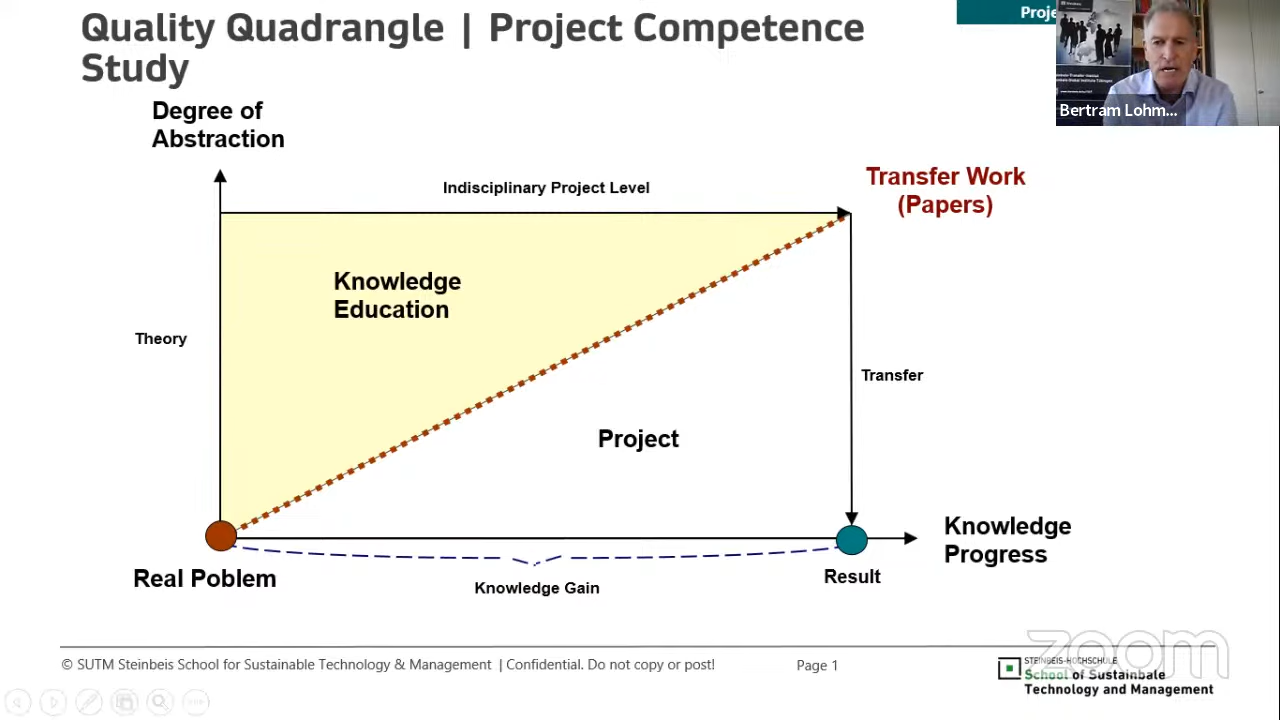 Quality Quadrangle | Project Competence
Study
Proje
Bertram Lohm...
Degree of
Abstraction
Indisciplinary Project Level
Transfer Work
(Papers)
Knowledge
Education
Theory
Transfer
Project
Knowledge
Progress
Real Poblem
Knowledge Gain
Result
© SUTM Steinbeis School for Sustainable Technology & Management | Confidential. Do not copy or post!
Page 1
zoom
STEINBEIS-HOCHSCHULE
School of Sustainbale
Technology and Management